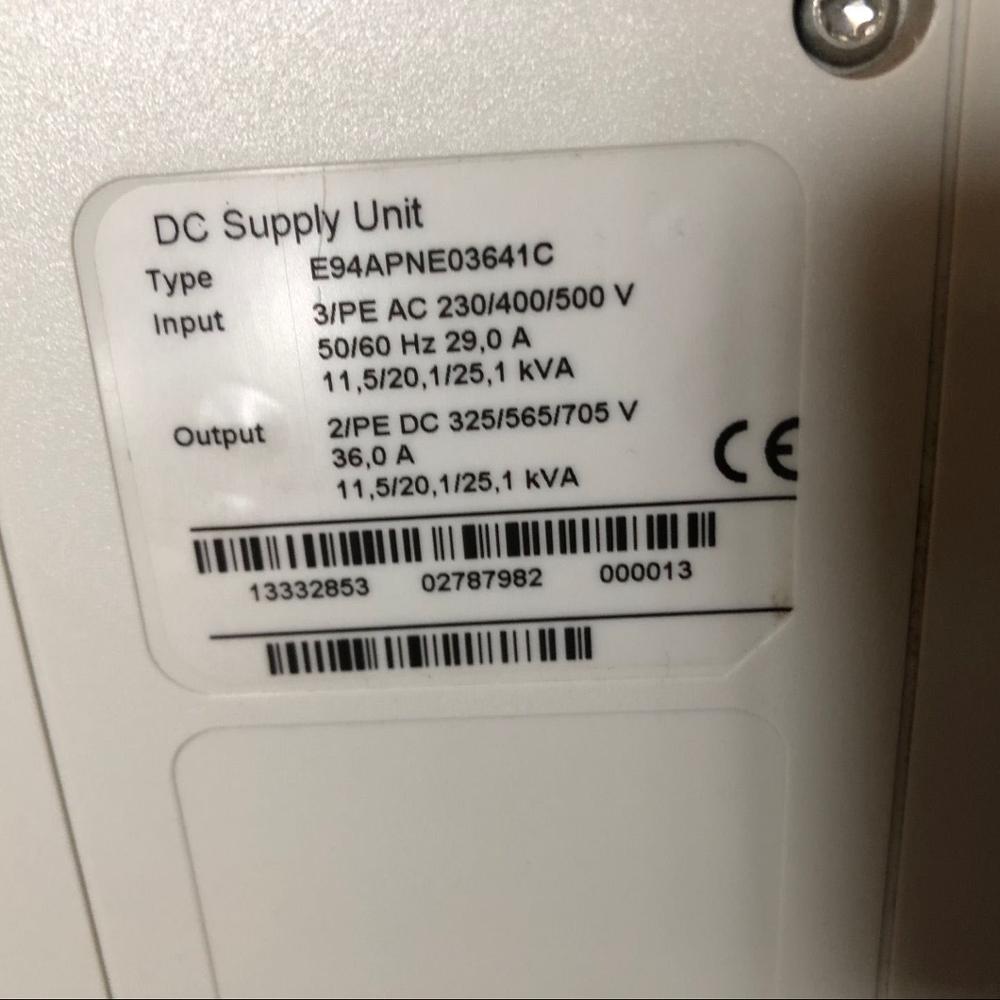 DC Supply Unit
Type E94APNE03641C
Input 3/PE AC 230/400/500 V
50/60 Hz 29,0 A
11,5/20,1/25,1 kVA
Output 2/PE DC 325/565/705 V
36,0 A
11,5/20,1/25,1 kVA
CE
13332853 02787982 000013